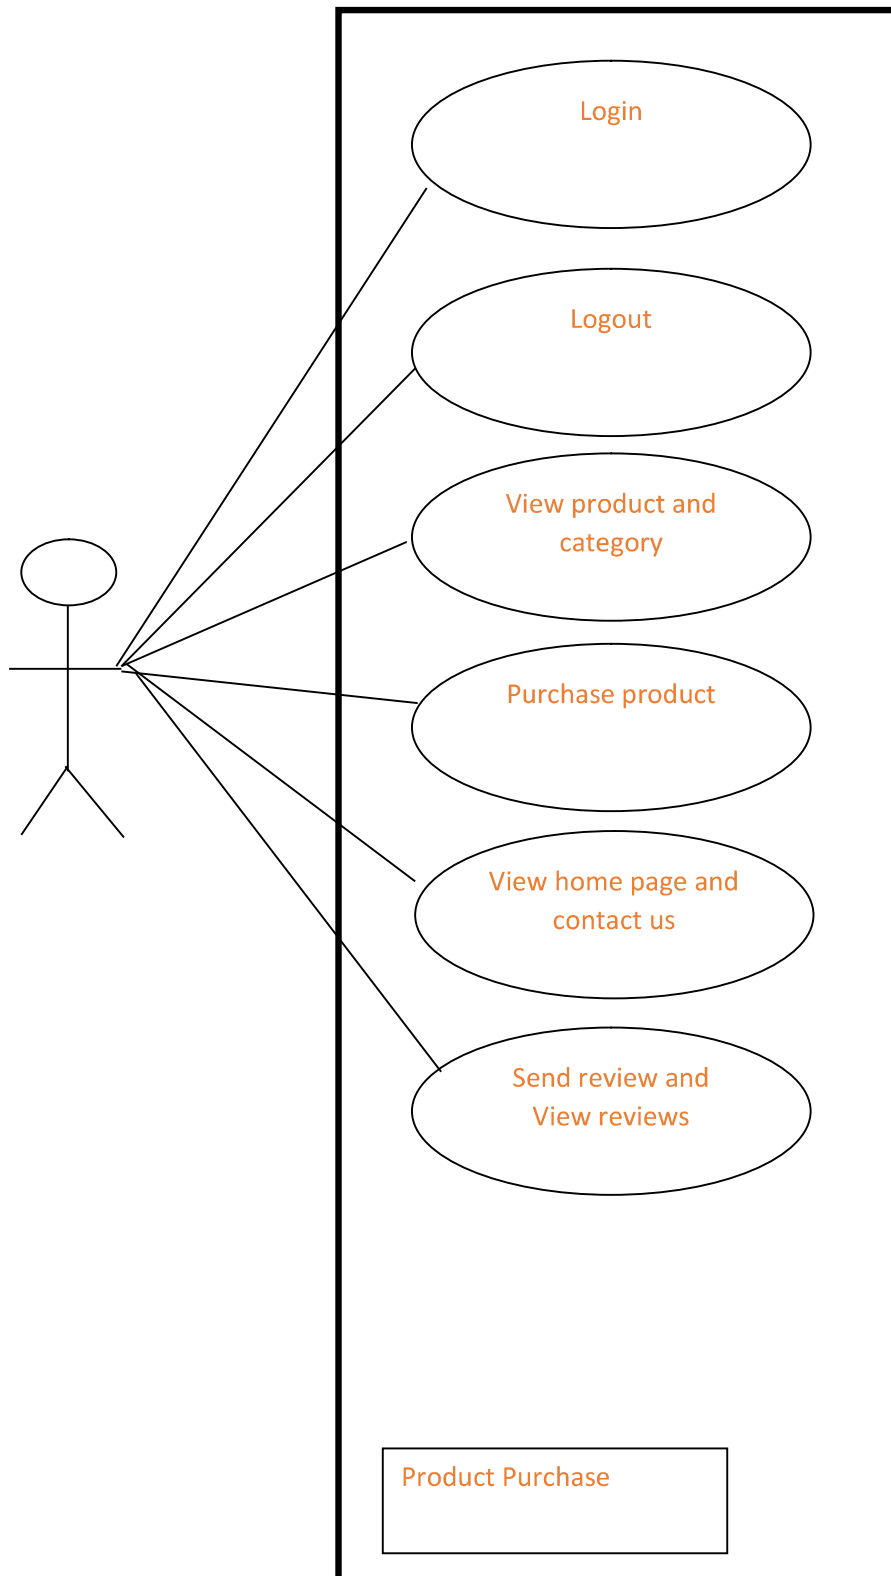 Login
Logout
View product and
category
Purchase product
View home page and
contact us
Send review and
View reviews
Product Purchase